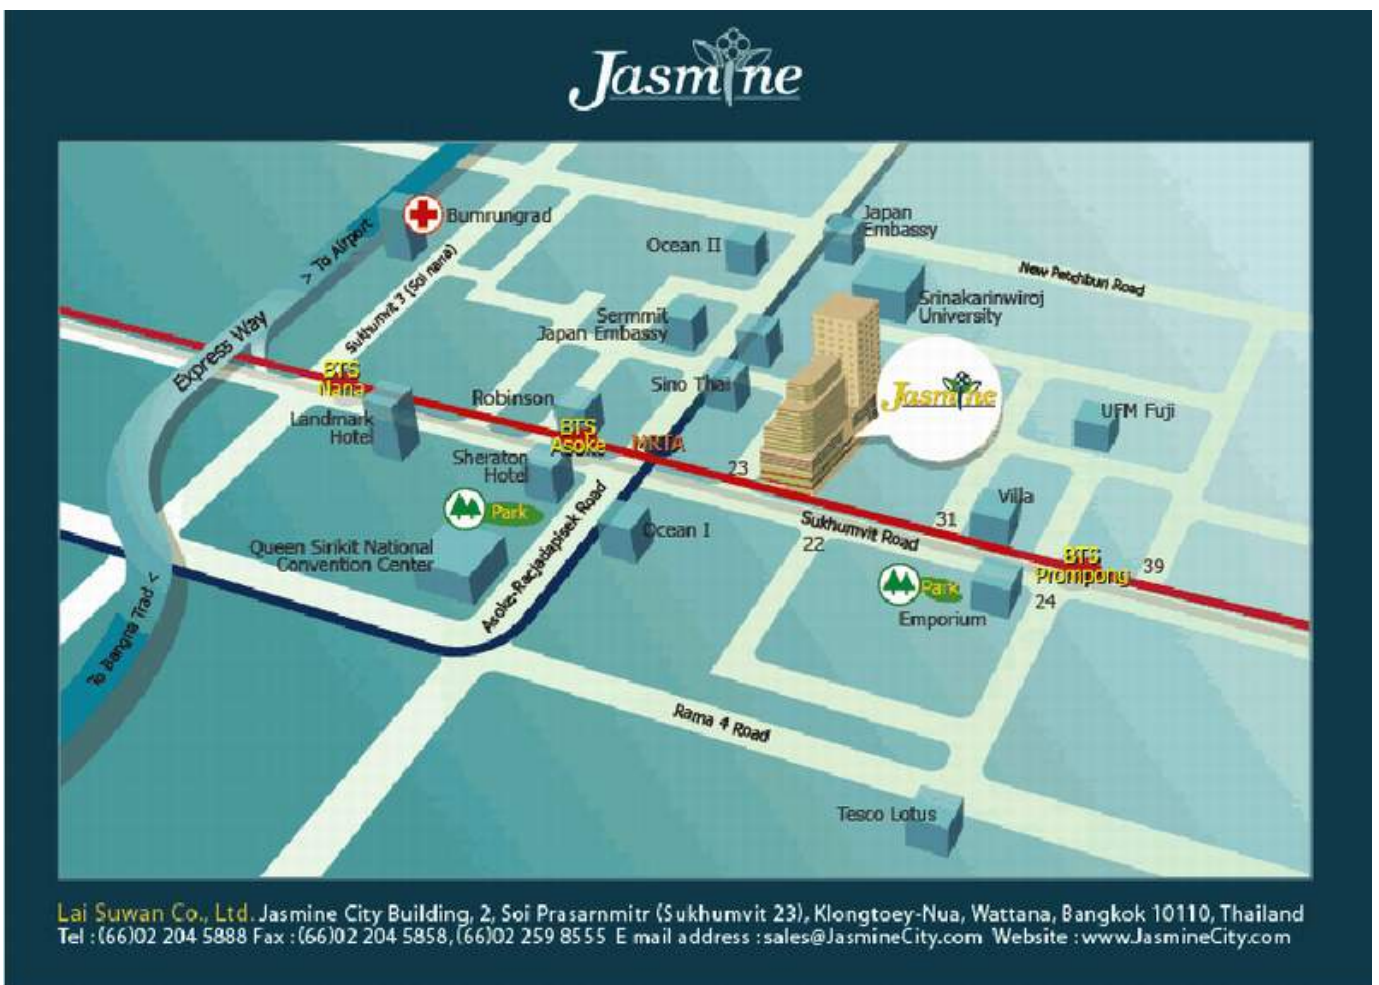 Jasmine
Bumrungrad
> To Airport
Sukhumvit 3 (Soi nana)
Express Way
Ocean II
Japan
Embassy
New Petchburi Road
Srinakarinwiroj
University
Sermmit
Japan Embassy
Sino Thai
Jasmine
UFM Fuji
BTS
Nana
Landmark
Hotel
Robinson
BTS
Asoke
MRTA
Sheraton
Hotel
Park
23
Ocean I
Queen Sirikit National
Convention Center
Asoke-Racjadapisek Road
Sukhumvit Road
22
31
Villa
BTS
Prompong
39
24
Park
Emporium
To Bangna Trad <
Rama 4 Road
Tesco Lotus
Lai Suwan Co., Ltd. Jasmine City Building, 2, Soi Prasarnmitr (Sukhumvit 23), Klongtoey-Nua, Wattana, Bangkok 10110, Thailand
Tel :(66)02 204 5888 Fax :(66)02 204 5858,(66)02 259 8555 E mail address :sales@JasmineCity.com Website :www.JasmineCity.com